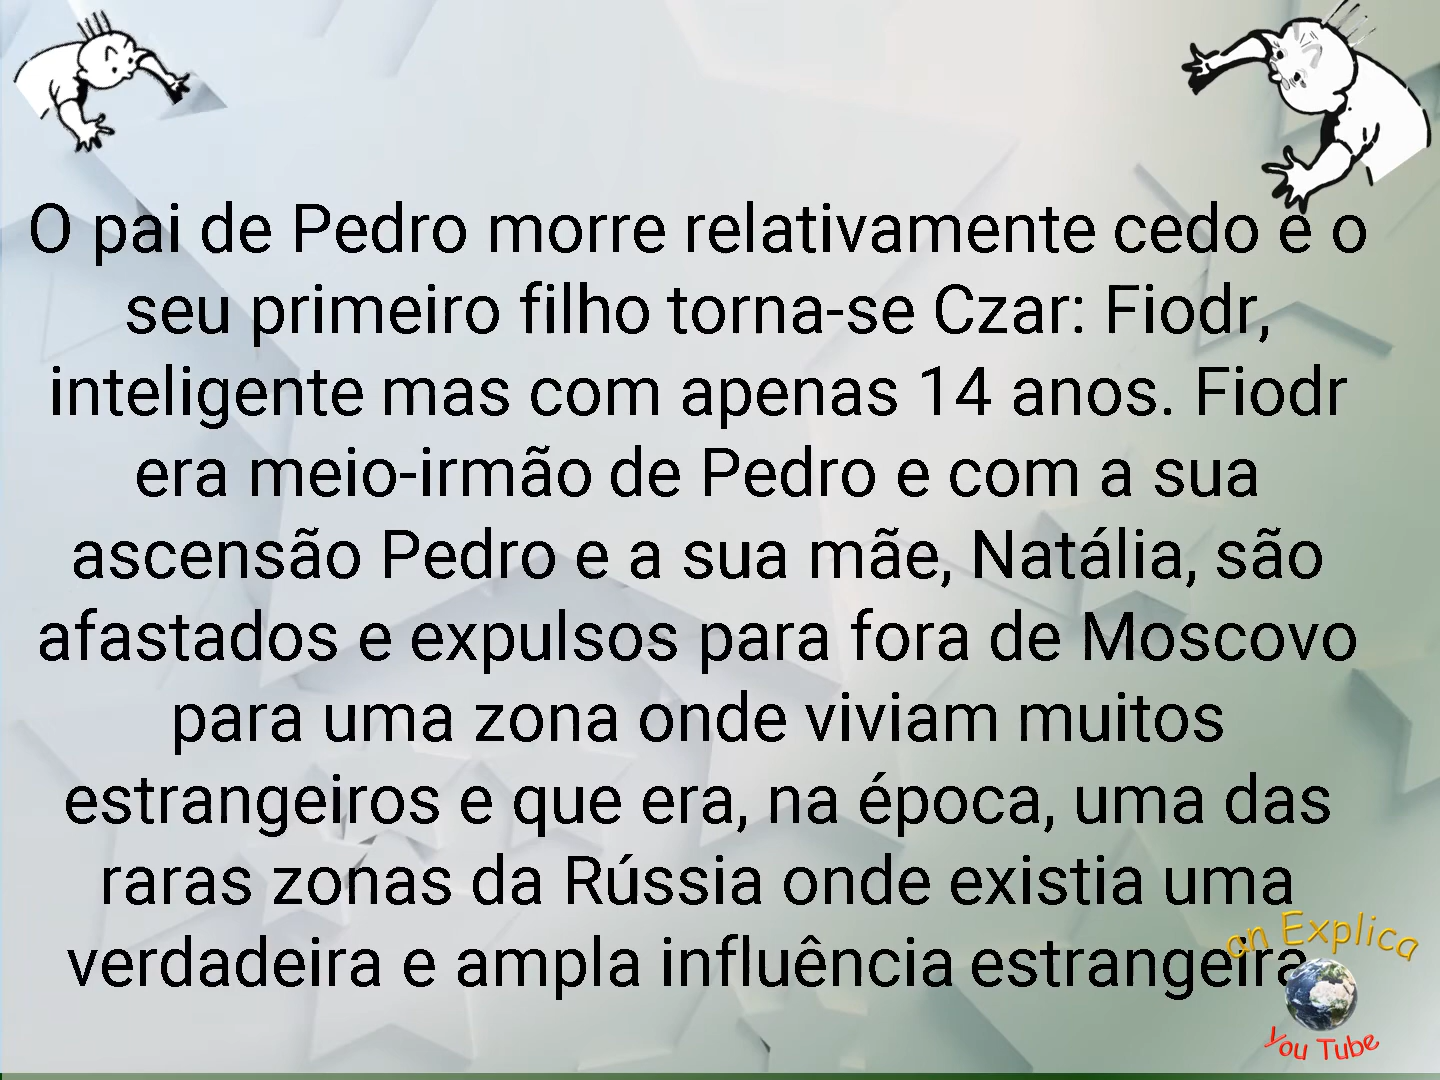 O pai de Pedro morre relativamente cedo e o
seu primeiro filho torna-se Czar: Fiodr,
inteligente mas com apenas 14 anos. Fiodr
era meio-irmão de Pedro e com a sua
ascensão Pedro e a sua mãe, Natália, são
afastados e expulsos para fora de Moscovo
para uma zona onde viviam muitos
estrangeiros e que era, na época, uma das
raras zonas da Rússia onde existia uma
verdadeira e ampla influência estrangeira
an Explica
You Tube